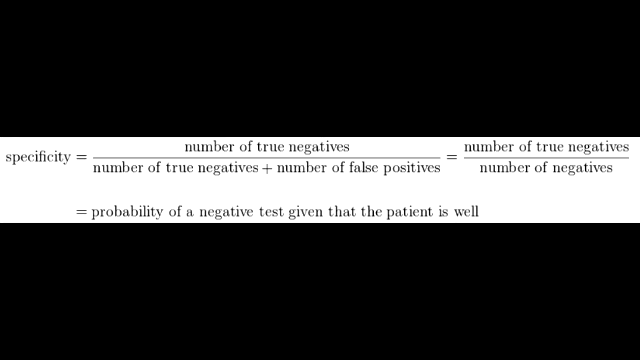 specificity = number of true negatives / number of true negatives + number of false positives = number of true negatives / number of negatives
= probability of a negative test given that the patient is well